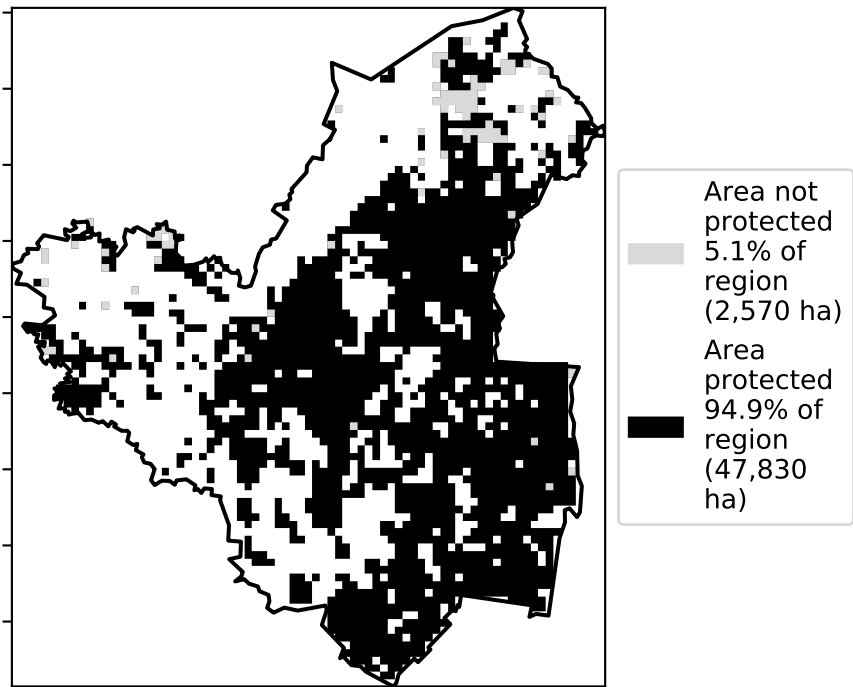 Area not
protected
5.1% of
region
(2,570 ha)
Area
protected
94.9% of
region
(47,830
ha)